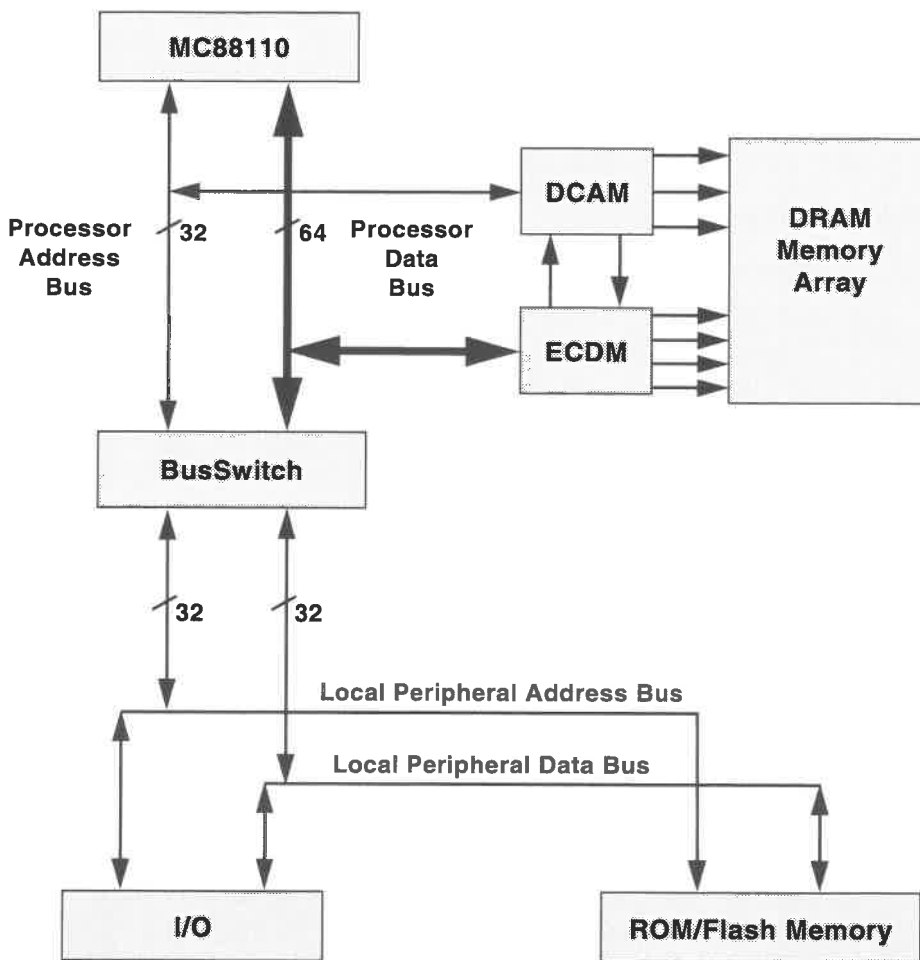 MC88110
DCAM
DRAM
Memory
Array
Processor
Address
Bus
32
64
Processor
Data
Bus
ECDM
BusSwitch
32
32
Local Peripheral Address Bus
Local Peripheral Data Bus
I/O
ROM/Flash Memory